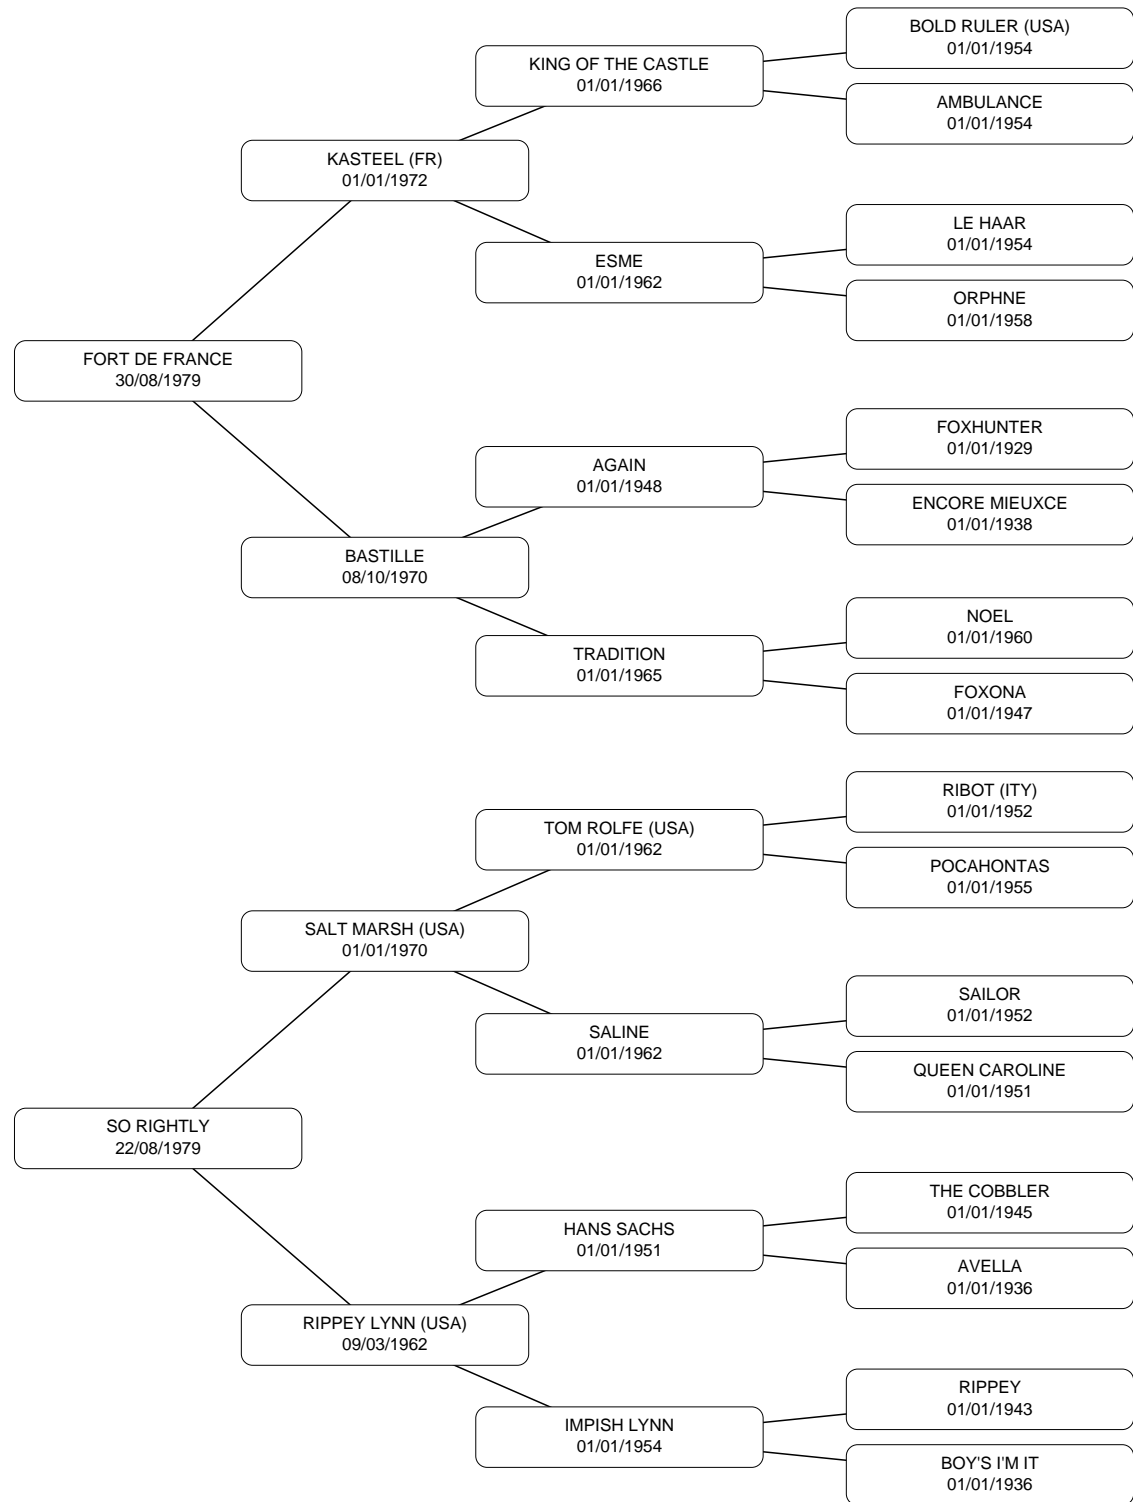 BOLD RULER (USA)
01/01/1954
KING OF THE CASTLE
01/01/1966
AMBULANCE
01/01/1954
KASTEEL (FR)
01/01/1972
LE HAAR
01/01/1954
ESME
01/01/1962
ORPHNE
01/01/1958
FORT DE FRANCE
30/08/1979
FOXHUNTER
01/01/1929
AGAIN
01/01/1948
ENCORE MIEUXCE
01/01/1938
BASTILLE
08/10/1970
NOEL
01/01/1960
TRADITION
01/01/1965
FOXONA
01/01/1947
RIBOT (ITY)
01/01/1952
TOM ROLFE (USA)
01/01/1962
POCAHONTAS
01/01/1955
SALT MARSH (USA)
01/01/1970
SAILOR
01/01/1952
SALINE
01/01/1962
QUEEN CAROLINE
01/01/1951
SO RIGHTLY
22/08/1979
THE COBBLER
01/01/1945
HANS SACHS
01/01/1951
AVELLA
01/01/1936
RIPPEY LYNN (USA)
09/03/1962
RIPPEY
01/01/1943
IMPISH LYNN
01/01/1954
BOY'S I'M IT
01/01/1936